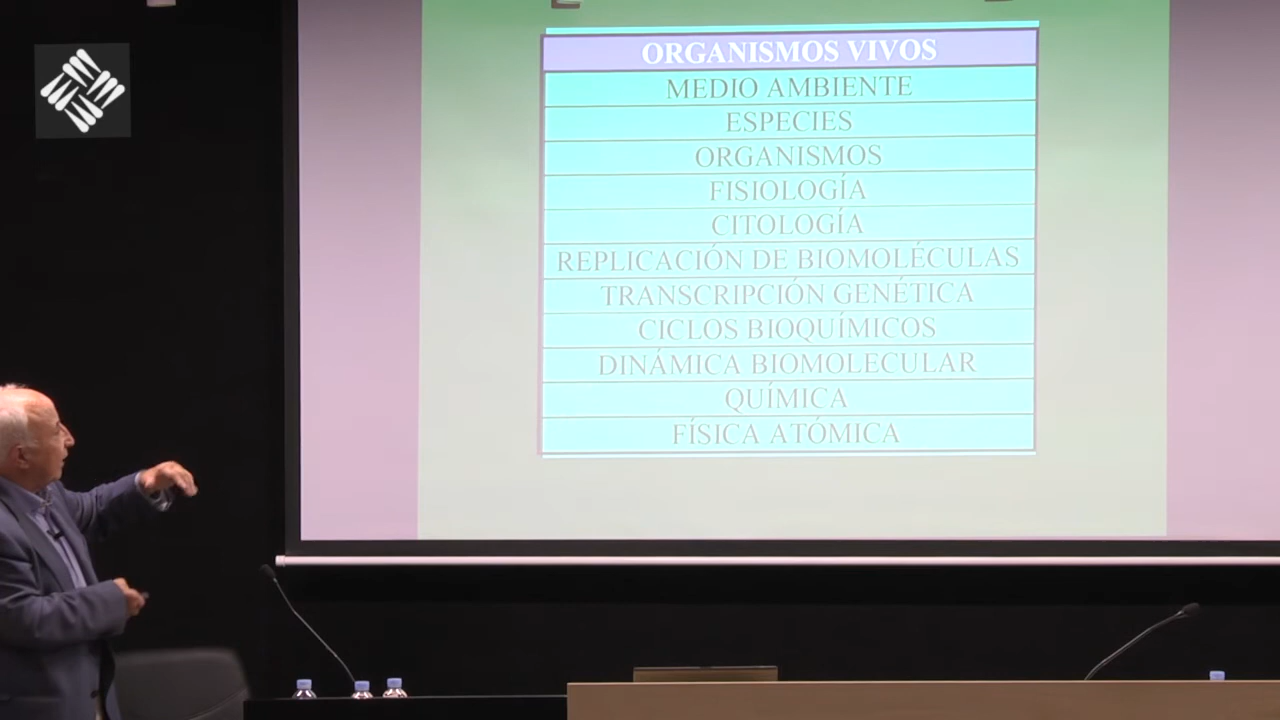 ORGANISMOS VIVOS
MEDIO AMBIENTE
ESPECIES
ORGANISMOS
FISIOLOGÍA
CITOLOGÍA
REPLICACIÓN DE BIOMOLÉCULAS
TRANSCRIPCIÓN GENÉTICA
CICLOS BIOQUÍMICOS
DINÁMICA BIOMOLECULAR
QUÍMICA
FÍSICA ATÓMICA